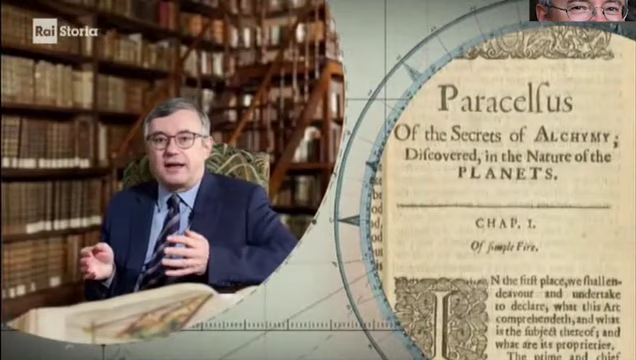 Rai Storia
Paracelſus
Of the Secrets of ALCHYMY;
Diſcovered, in the Nature of the
PLANETS.
CHAP. I.
Of ſimple Fire.
IN the firſt place, we ſhall en-
deavour and undertake
to declare, what this Art
comprehendeth, and what
is the ſubject thereof; and
what are its proprieties.
The prime and chief